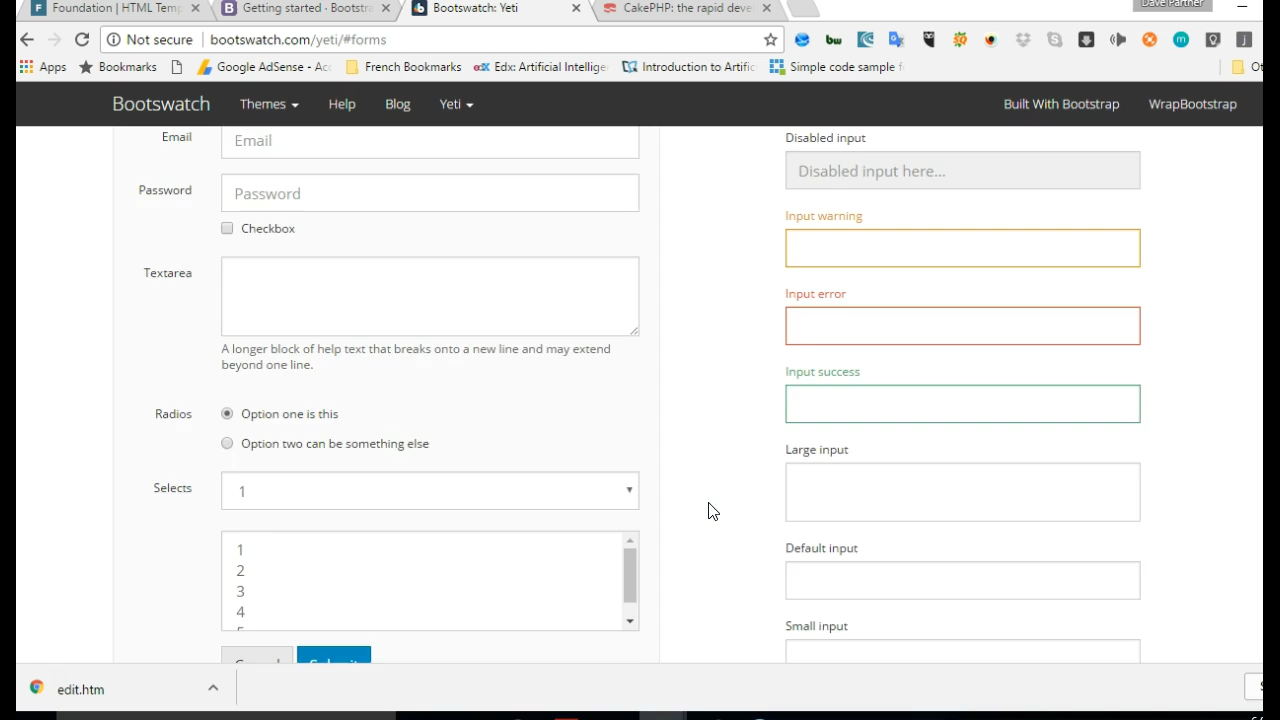 Foundation | HTML Temp
Getting started · Bootstra
Bootswatch: Yeti
CakePHP: the rapid deve
Not secure
bootswatch.com/yeti/#forms
Apps
Bookmarks
Google AdSense - Ac
French Bookmarks
Edx: Artificial Intellige
Introduction to Artific
Simple code sample f
Ot
Bootswatch
Themes
Help
Blog
Yeti
Built With Bootstrap
WrapBootstrap
Email
Email
Password
Password
Checkbox
Textarea
A longer block of help text that breaks onto a new line and may extend
beyond one line.
Radios
Option one is this
Option two can be something else
Selects
1
1
2
3
4
5
Cancel
Submit
Disabled input
Disabled input here...
Input warning
Input error
Input success
Large input
Default input
Small input
edit.htm